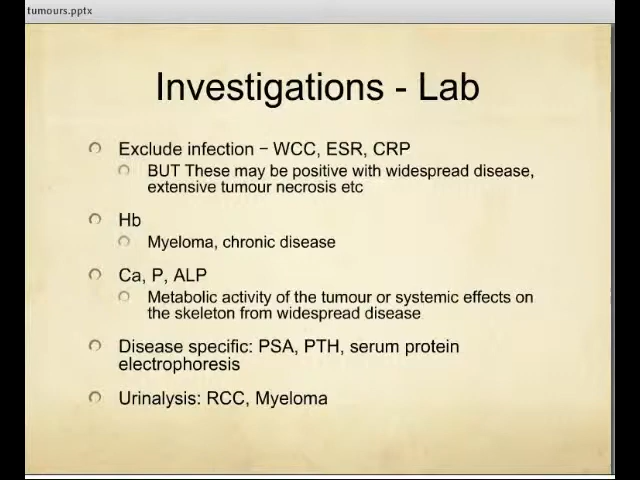 tumours.pptx
Investigations - Lab
Exclude infection – WCC, ESR, CRP
BUT These may be positive with widespread disease,
extensive tumour necrosis etc
Hb
Myeloma, chronic disease
Ca, P, ALP
Metabolic activity of the tumour or systemic effects on
the skeleton from widespread disease
Disease specific: PSA, PTH, serum protein
electrophoresis
Urinalysis: RCC, Myeloma